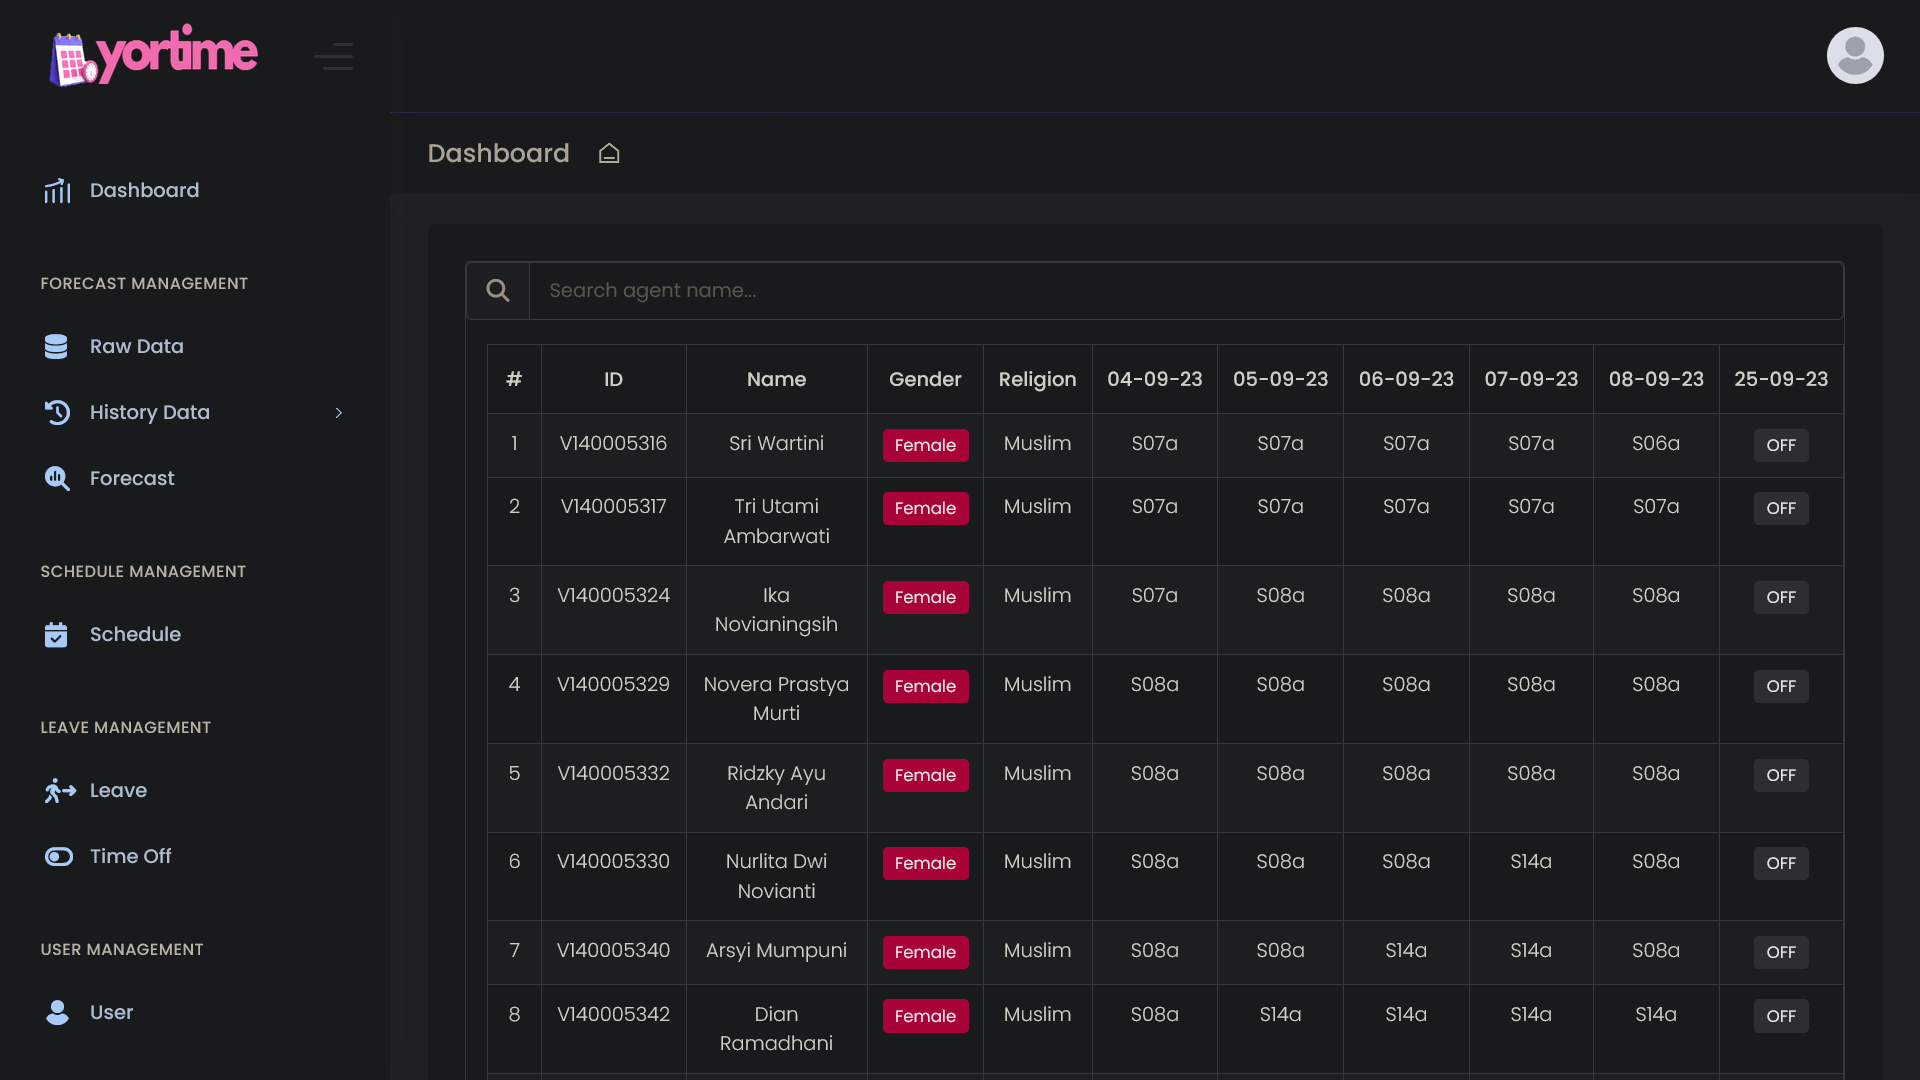 yortime
Dashboard
Dashboard
FORECAST MANAGEMENT
Raw Data
History Data
Forecast
SCHEDULE MANAGEMENT
Schedule
LEAVE MANAGEMENT
Leave
Time Off
USER MANAGEMENT
User
Search agent name...
# ID Name Gender Religion 04-09-23 05-09-23 06-09-23 07-09-23 08-09-23 25-09-23
1 V140005316 Sri Wartini Female Muslim S07a S07a S07a S07a S06a OFF
2 V140005317 Tri Utami Female Muslim S07a S07a S07a S07a S07a OFF
Ambarwati
3 V140005324 Ika Female Muslim S07a S08a S08a S08a S08a OFF
Novianingsih
4 V140005329 Novera Prastya Female Muslim S08a S08a S08a S08a S08a OFF
Murti
5 V140005332 Ridzky Ayu Female Muslim S08a S08a S08a S08a S08a OFF
Andari
6 V140005330 Nurlita Dwi Female Muslim S08a S08a S08a S14a S08a OFF
Novianti
7 V140005340 Arsyi Mumpuni Female Muslim S08a S08a S14a S14a S08a OFF
8 V140005342 Dian Female Muslim S08a S14a S14a S14a S14a OFF
Ramadhani